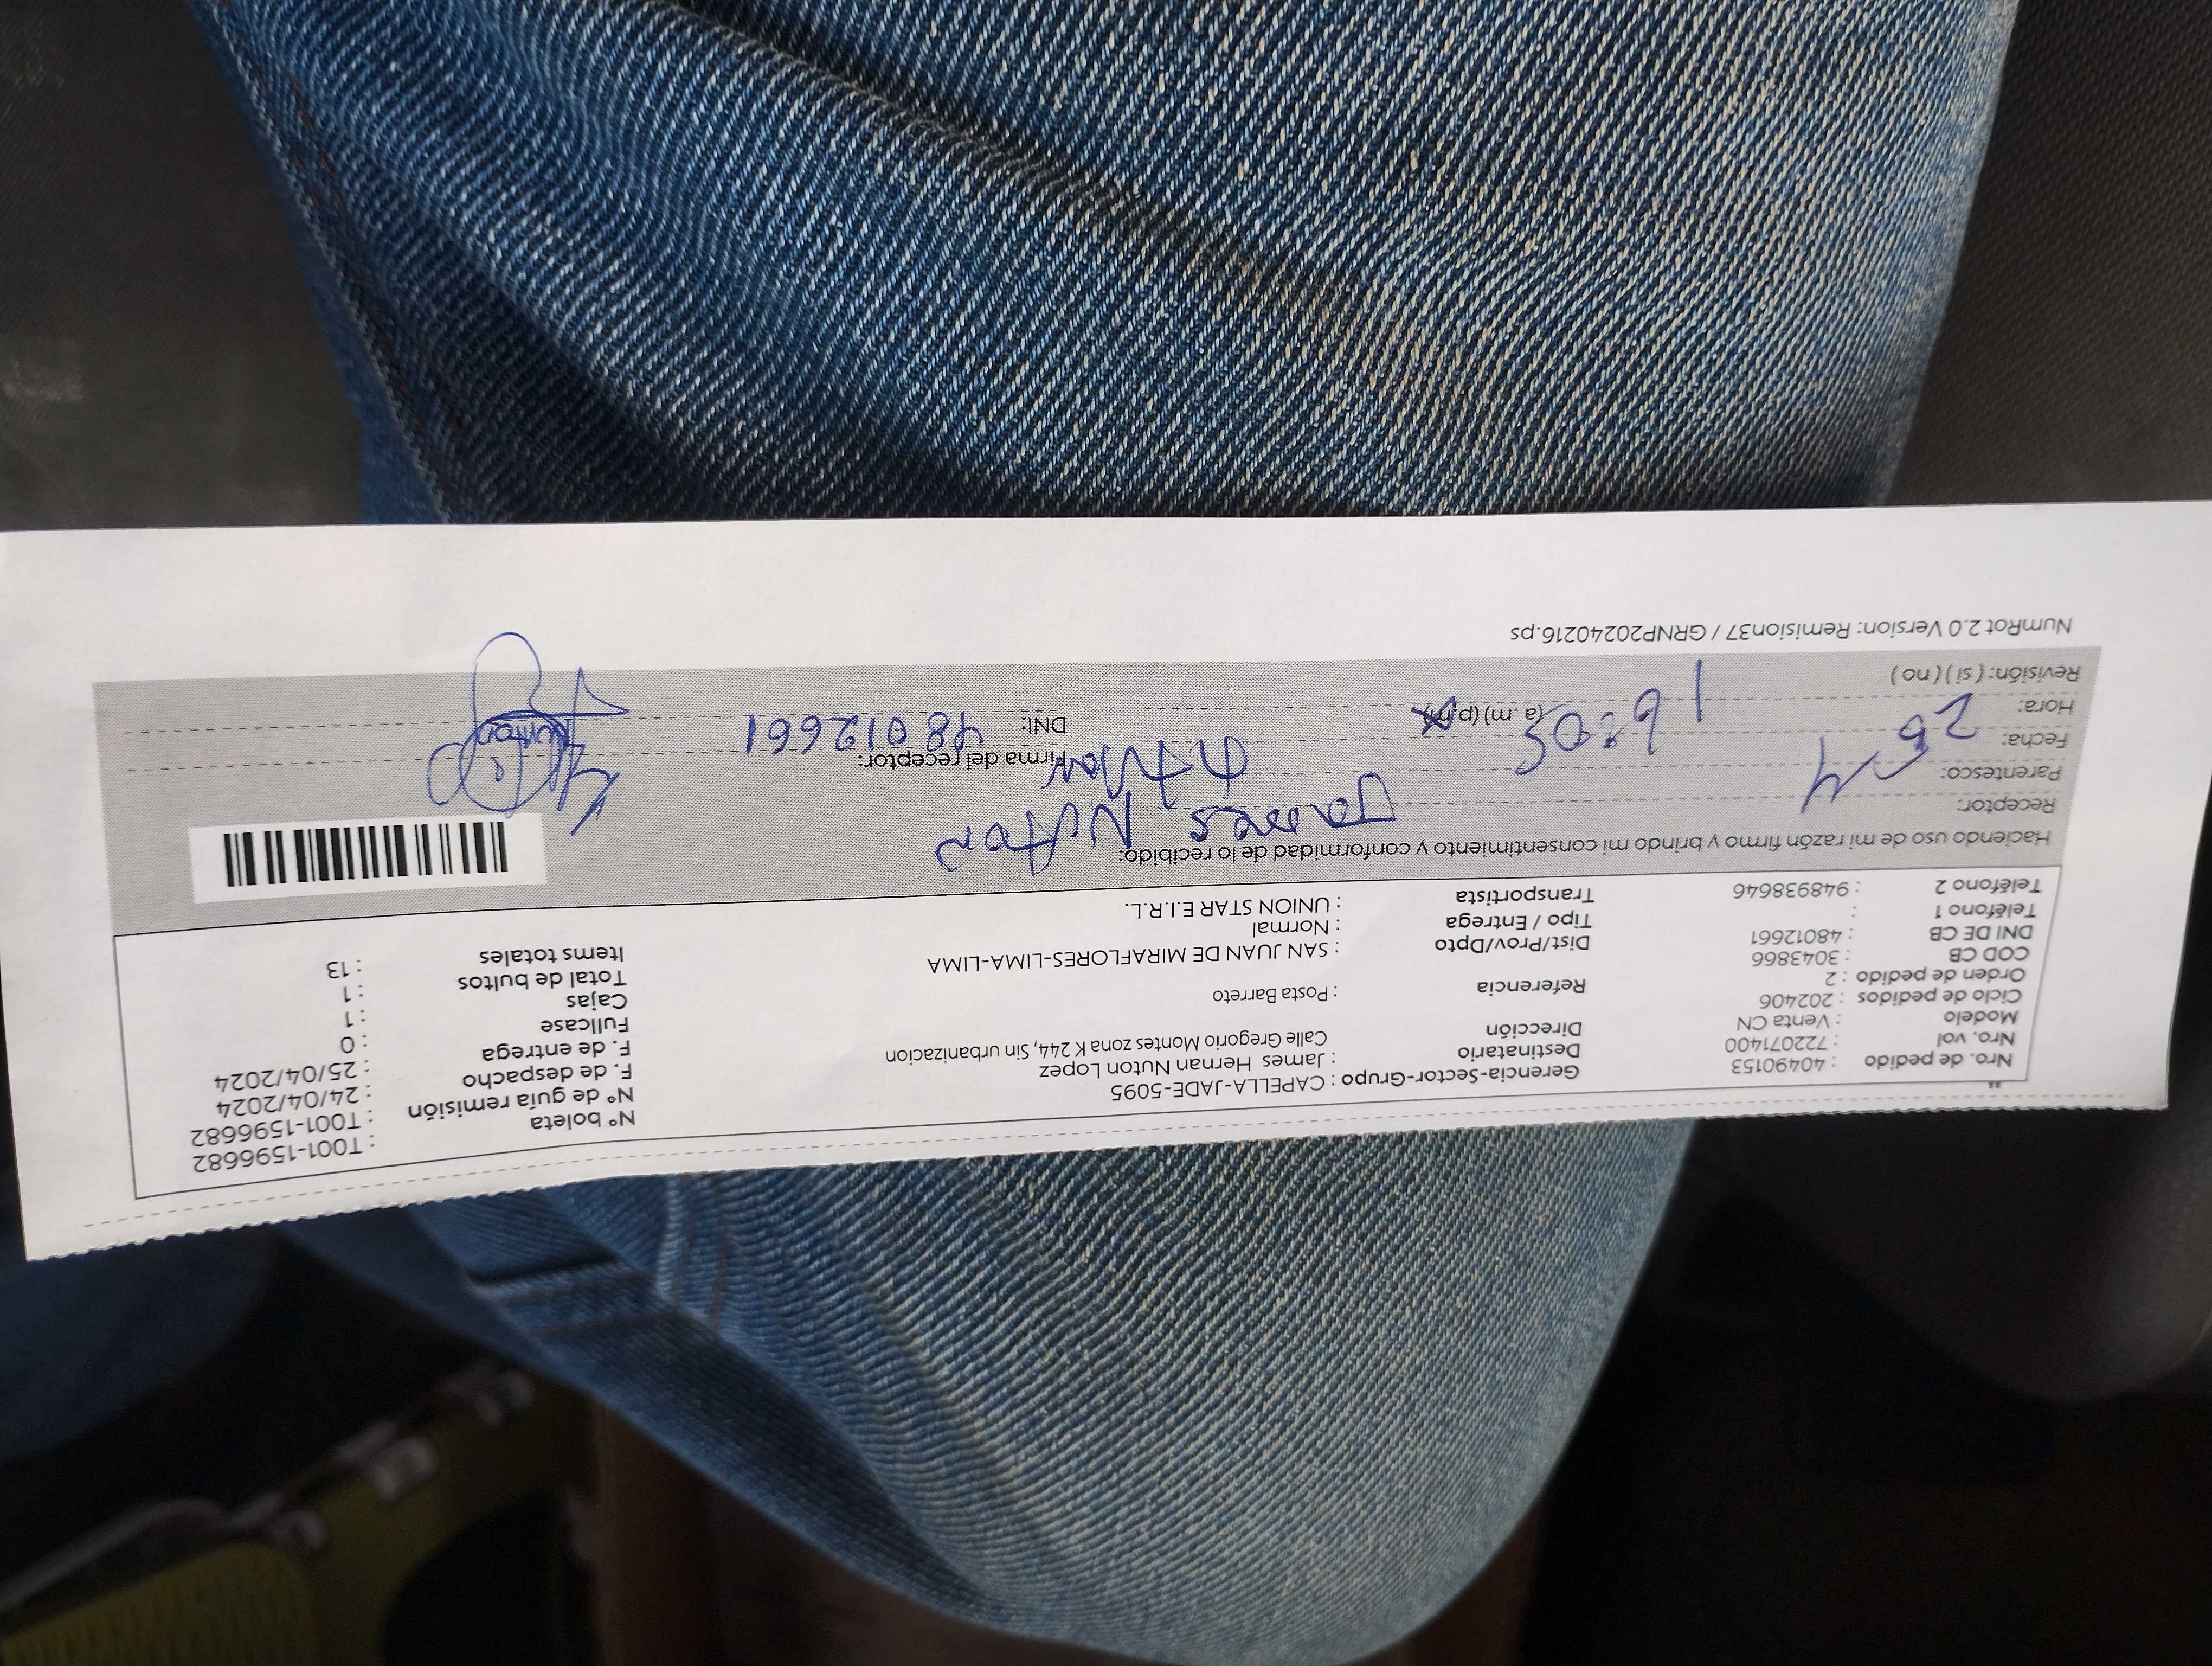 Nro. de pedido : 40490153 Gerencia-Sector-Grupo : CAPELLA-JADE-5095 N° boleta : T001-1596682
Nro. vol : 722071400 Destinatario : James Hernan Nuton Lopez N° de guía remisión : T001-1596682
Modelo : Venta CN Dirección Calle Gregorio Montes zona K 244, Sin urbanizacion F. de despacho : 24/04/2024
Ciclo de pedidos : 202406 F. de entrega : 25/04/2024
Orden de pedido : 2 Referencia : Posta Barreto Fullcase : 0
COD CB : 3043866 Cajas : 1
DNI DE CB : 48012661 Dist/Prov/Dpto : SAN JUAN DE MIRAFLORES-LIMA-LIMA Total de bultos : 1
Teléfono 1 : Tipo / Entrega : Normal Items totales : 13
Teléfono 2 : 948938646 Transportista : UNION STAR E.I.R.L.
Haciendo uso de mi razón firmo y brindo mi consentimiento y conformidad de lo recibido:
Receptor: James Nuton
Parentesco:
Firma del receptor:
Fecha: 25 4
Hora: 16:05 (a .m.) (p.m.) DNI: 48012661
Revisión: ( si ) ( no )
NumRot 2.0 Version: Remision37 / GRNP20240216.ps